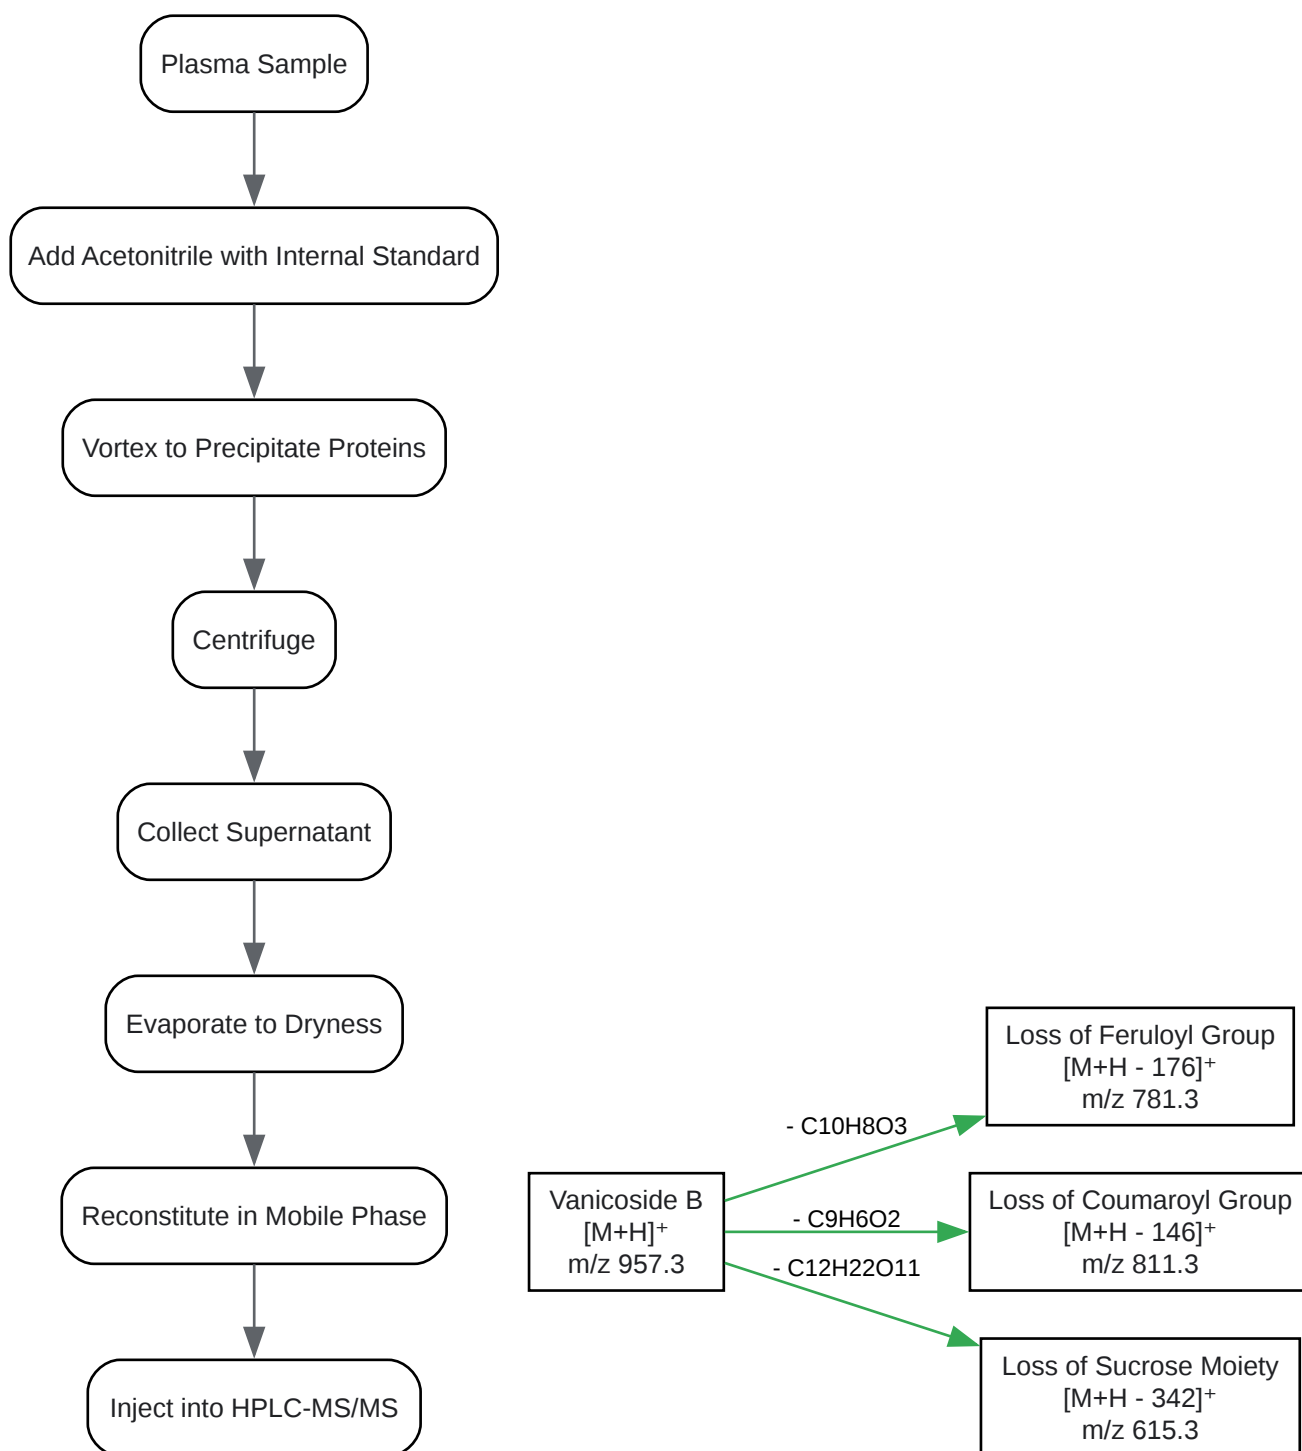 Plasma Sample
Add Acetonitrile with Internal Standard
Vortex to Precipitate Proteins
Centrifuge
Collect Supernatant
Evaporate to Dryness
Reconstitute in Mobile Phase
Inject into HPLC-MS/MS
Vanicoside B
[M+H]⁺
m/z 957.3
- C10H8O3
- C9H6O2
- C12H22O11
Loss of Feruloyl Group
[M+H - 176]⁺
m/z 781.3
Loss of Coumaroyl Group
[M+H - 146]⁺
m/z 811.3
Loss of Sucrose Moiety
[M+H - 342]⁺
m/z 615.3